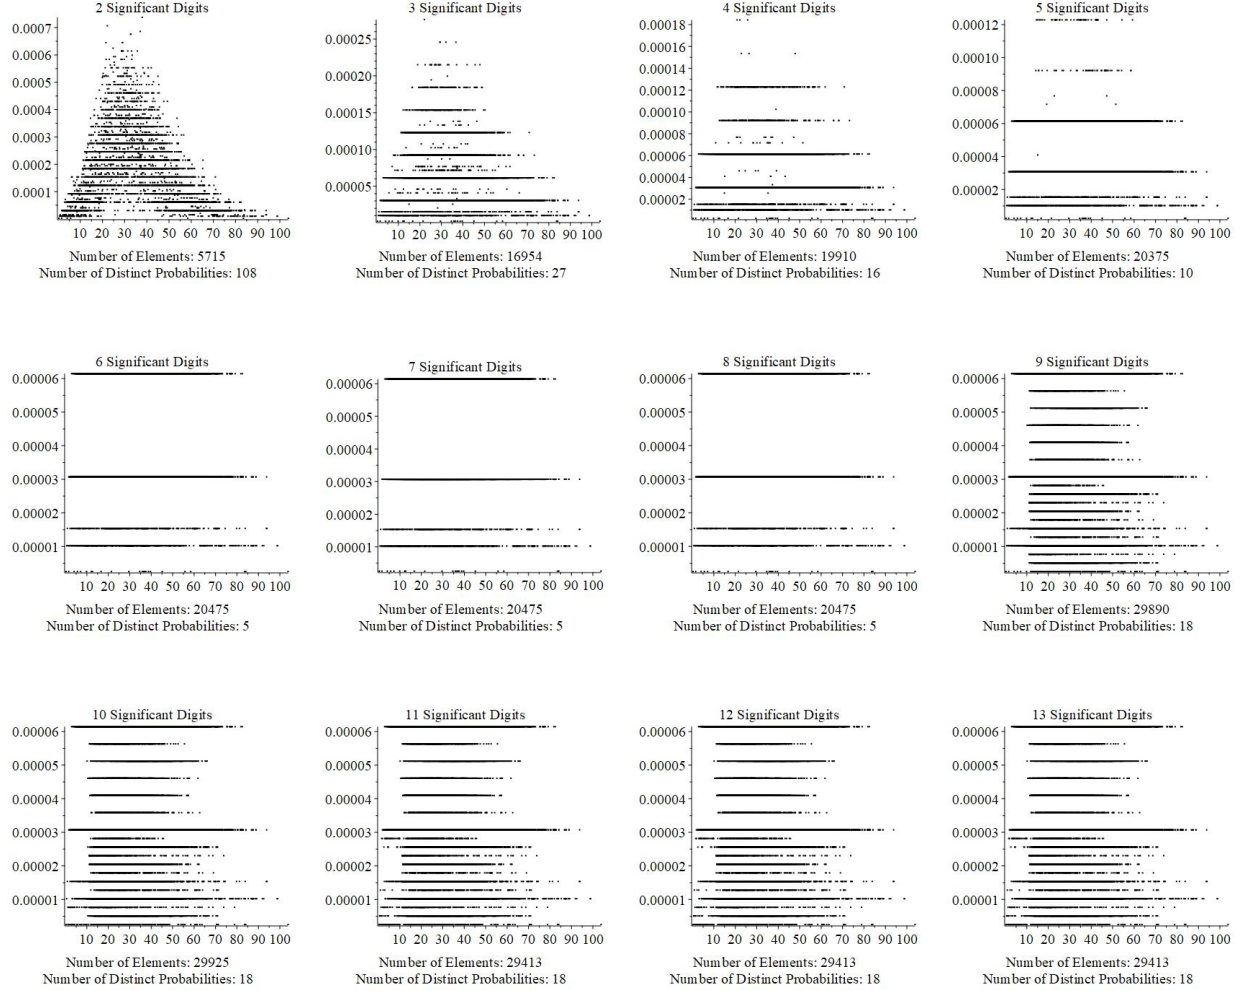 2 Significant Digits
0.0007
0.0006
0.0005
0.0004
0.0003
0.0002
0.0001
10 20 30 40 50 60 70 80 90 100
Number of Elements: 5715
Number of Distinct Probabilities: 108
3 Significant Digits
0.00025
0.00020
0.00015
0.00010
0.00005
10 20 30 40 50 60 70 80 90 100
Number of Elements: 16954
Number of Distinct Probabilities: 27
4 Significant Digits
0.00018
0.00016
0.00014
0.00012
0.00010
0.00008
0.00006
0.00004
0.00002
10 20 30 40 50 60 70 80 90 100
Number of Elements: 19910
Number of Distinct Probabilities: 16
5 Significant Digits
0.00012
0.00010
0.00008
0.00006
0.00004
0.00002
10 20 30 40 50 60 70 80 90 100
Number of Elements: 20375
Number of Distinct Probabilities: 10
6 Significant Digits
0.00006
0.00005
0.00004
0.00003
0.00002
0.00001
10 20 30 40 50 60 70 80 90 100
Number of Elements: 20475
Number of Distinct Probabilities: 5
7 Significant Digits
0.00006
0.00005
0.00004
0.00003
0.00002
0.00001
10 20 30 40 50 60 70 80 90 100
Number of Elements: 20475
Number of Distinct Probabilities: 5
8 Significant Digits
0.00006
0.00005
0.00004
0.00003
0.00002
0.00001
10 20 30 40 50 60 70 80 90 100
Number of Elements: 20475
Number of Distinct Probabilities: 5
9 Significant Digits
0.00006
0.00005
0.00004
0.00003
0.00002
0.00001
10 20 30 40 50 60 70 80 90 100
Number of Elements: 29890
Number of Distinct Probabilities: 18
10 Significant Digits
0.00006
0.00005
0.00004
0.00003
0.00002
0.00001
10 20 30 40 50 60 70 80 90 100
Number of Elements: 29925
Number of Distinct Probabilities: 18
11 Significant Digits
0.00006
0.00005
0.00004
0.00003
0.00002
0.00001
10 20 30 40 50 60 70 80 90 100
Number of Elements: 29413
Number of Distinct Probabilities: 18
12 Significant Digits
0.00006
0.00005
0.00004
0.00003
0.00002
0.00001
10 20 30 40 50 60 70 80 90 100
Number of Elements: 29413
Number of Distinct Probabilities: 18
13 Significant Digits
0.00006
0.00005
0.00004
0.00003
0.00002
0.00001
10 20 30 40 50 60 70 80 90 100
Number of Elements: 29413
Number of Distinct Probabilities: 18